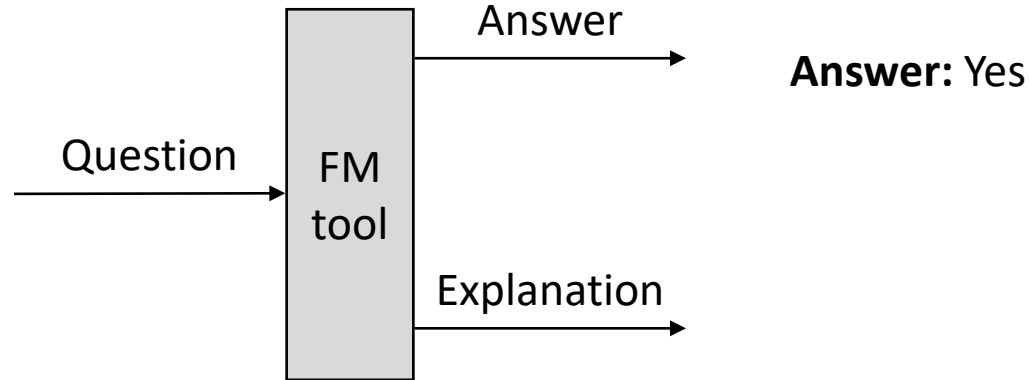 Answer
Answer: Yes
Question
FM
tool
Explanation